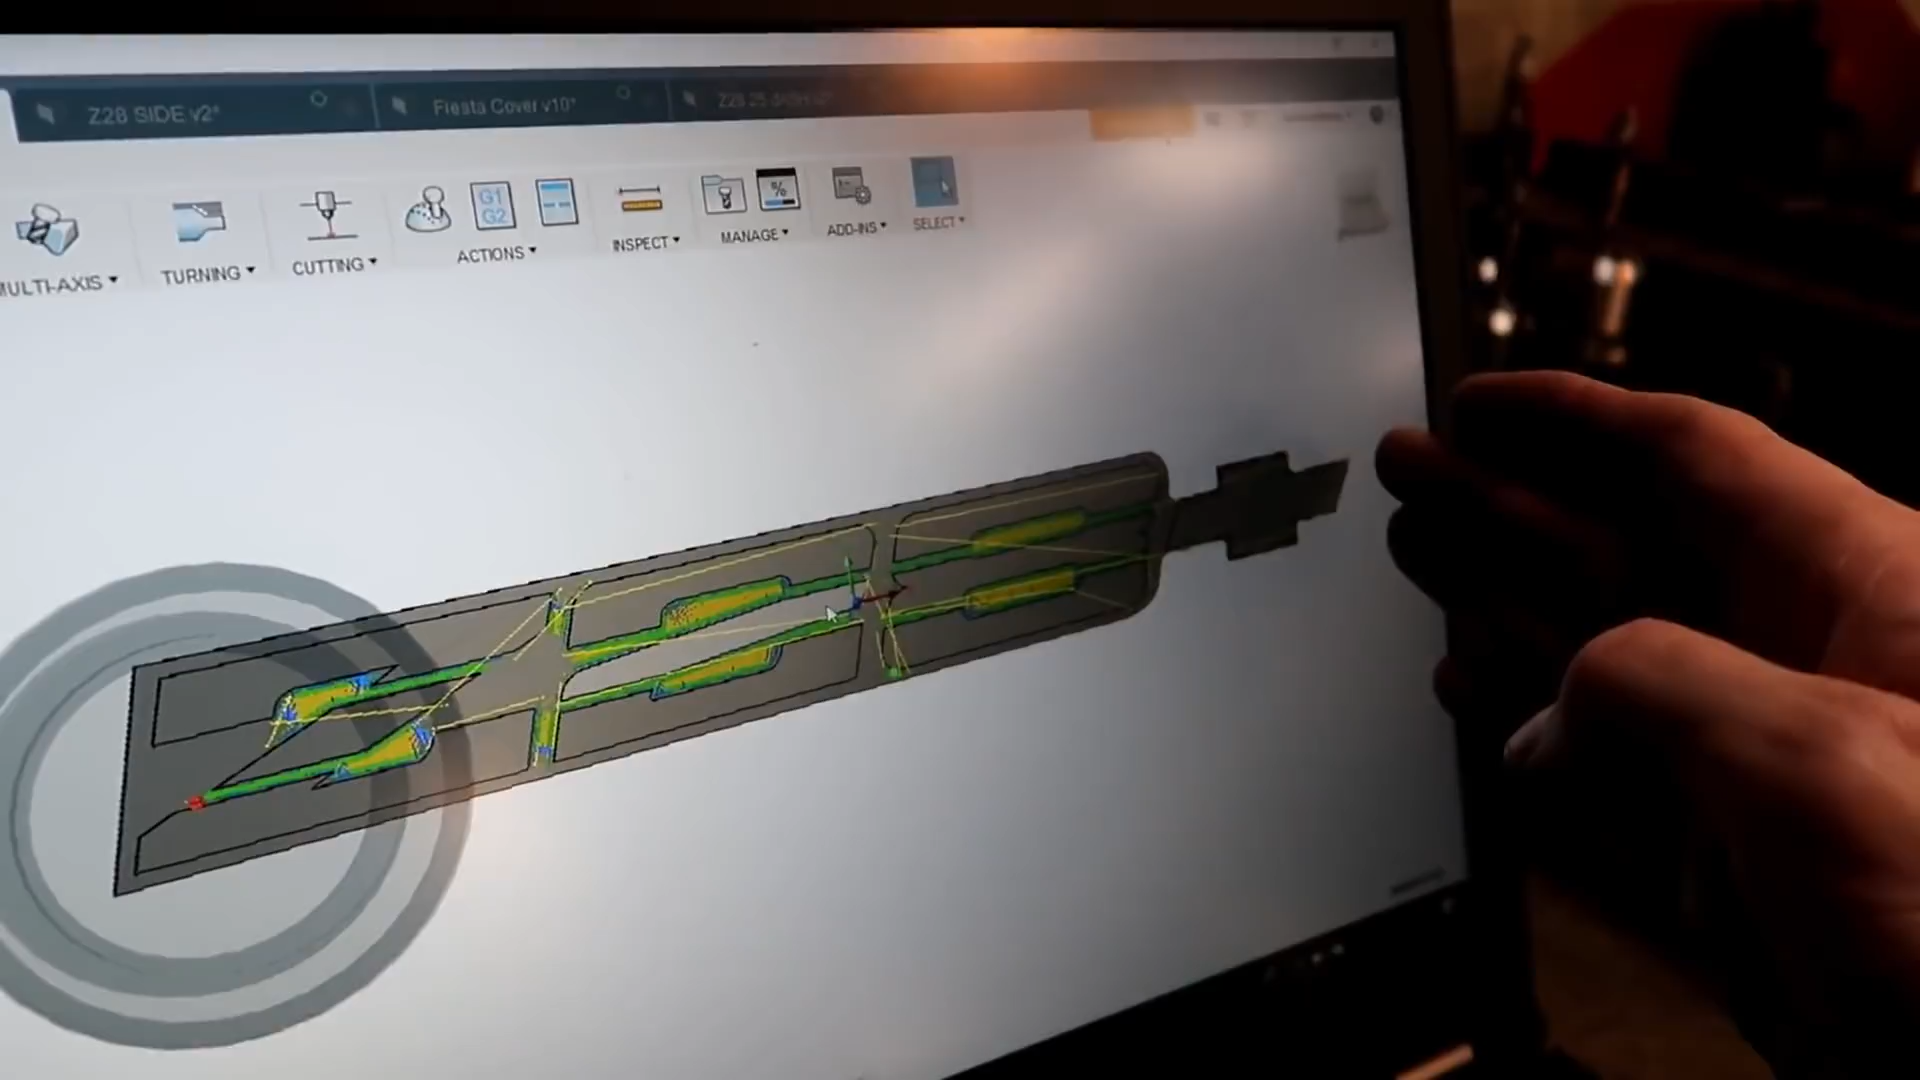 Z28 SIDE v2*
Fiesta Cover v10*
MULTI-AXIS
TURNING
CUTTING
G1
G2
ACTIONS
INSPECT
%
MANAGE
ADD-INS
SELECT